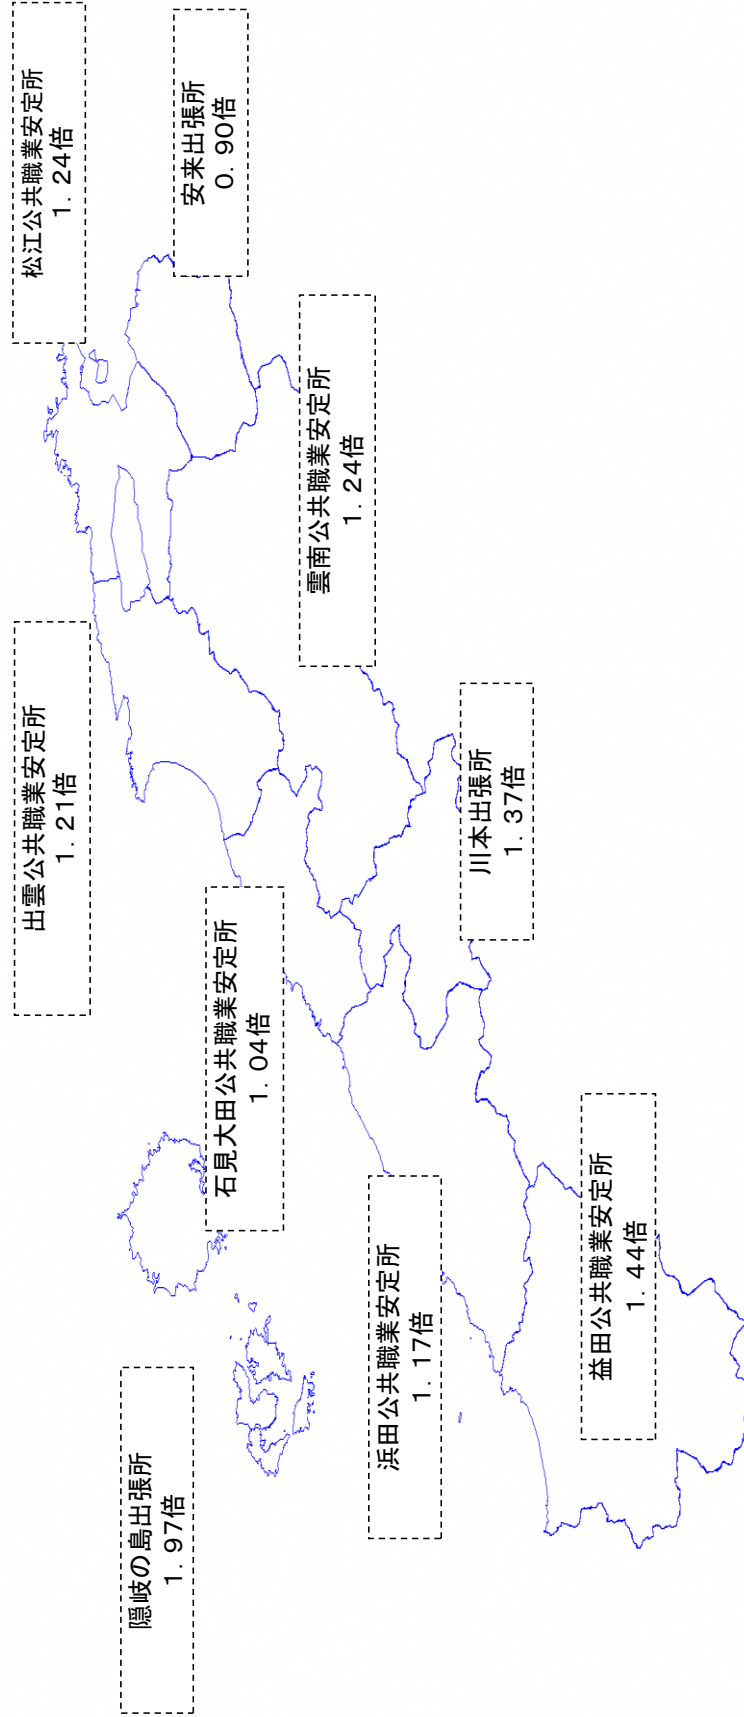 隠岐の島出張所
1.97倍
出雲公共職業安定所
1.21倍
松江公共職業安定所
1.24倍
安来出張所
0.90倍
石見大田公共職業安定所
1.04倍
雲南公共職業安定所
1.24倍
浜田公共職業安定所
1.17倍
川本出張所
1.37倍
益田公共職業安定所
1.44倍